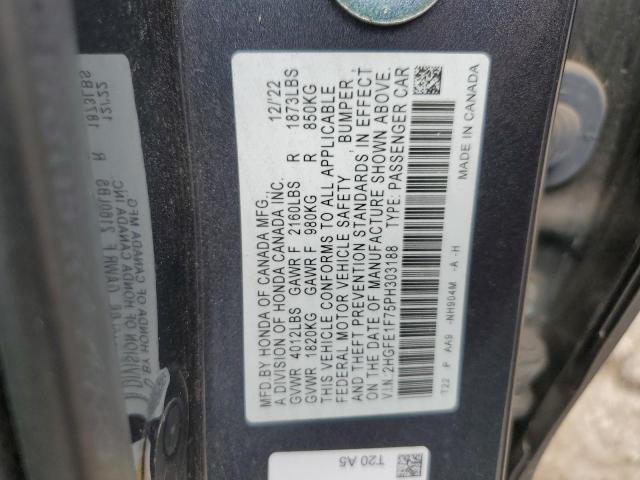 MFD. BY HONDA OF CANADA MFG., 12/'22
A DIVISION OF HONDA CANADA INC.
GVWR 4012LBS GAWR F 2160LBS R 1873LBS
GVWR 1820KG GAWR F 980KG R 850KG
THIS VEHICLE CONFORMS TO ALL APPLICABLE
FEDERAL MOTOR VEHICLE SAFETY, BUMPER,
AND THEFT PREVENTION STANDARDS IN EFFECT
ON THE DATE OF MANUFACTURE SHOWN ABOVE.
V.I.N.:2HGFE1F75PH303188 TYPE: PASSENGER CAR
T22 P AA9 -NH904M -A -H MADE IN CANADA
T20 A5